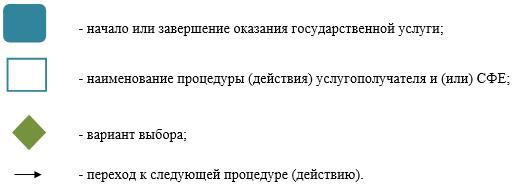 - начало или завершение оказания государственной услуги;
- наименование процедуры (действия) услугополучателя и (или) СФЕ;
- вариант выбора;
- переход к следующей процедуре (действию).